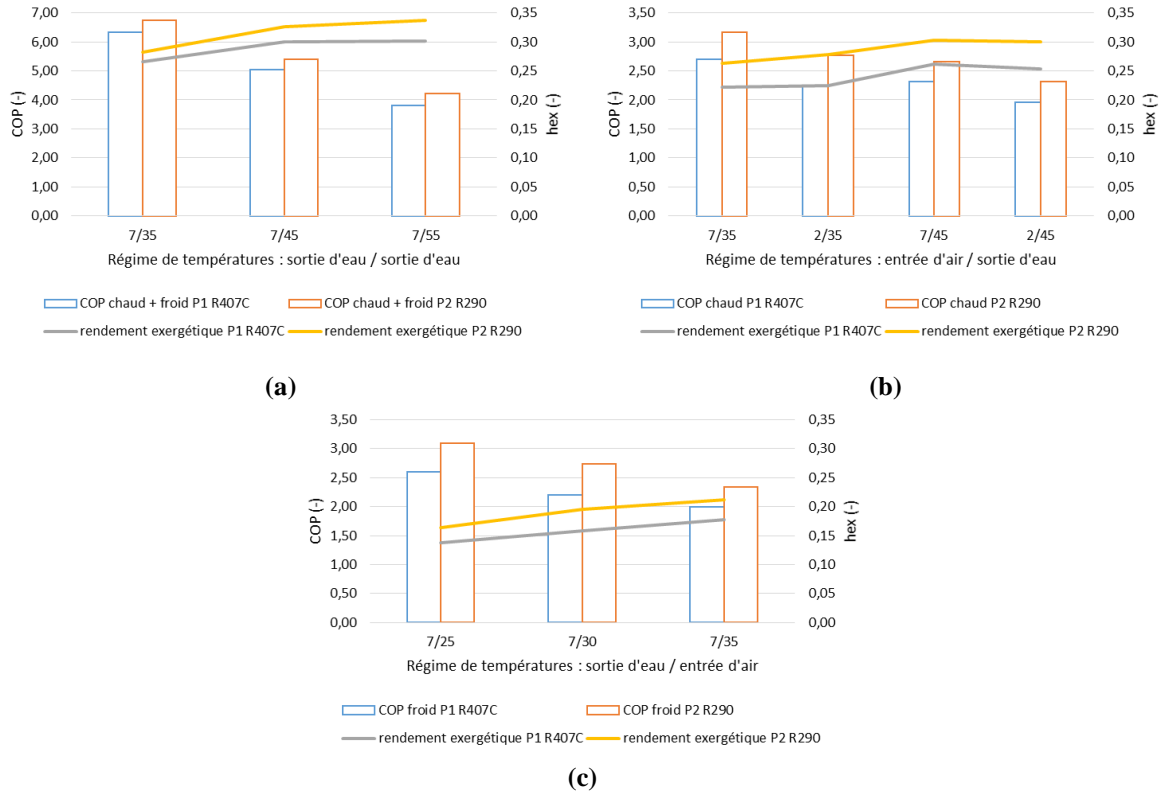 7,00
6,00
5,00
4,00
3,00
2,00
1,00
0,00
COP (-)
0,35
0,30
0,25
0,20
0,15
0,10
0,05
0,00
hex (-)
7/35 7/45 7/55
Régime de températures : sortie d'eau / sortie d'eau
COP chaud + froid P1 R407C COP chaud + froid P2 R290
rendement exergétique P1 R407C rendement exergétique P2 R290
(a)
3,50
3,00
2,50
2,00
1,50
1,00
0,50
0,00
COP (-)
0,35
0,30
0,25
0,20
0,15
0,10
0,05
0,00
hex (-)
7/35 2/35 7/45 2/45
Régime de températures : entrée d'air / sortie d'eau
COP chaud P1 R407C COP chaud P2 R290
rendement exergétique P1 R407C rendement exergétique P2 R290
(b)
3,50
3,00
2,50
2,00
1,50
1,00
0,50
0,00
COP (-)
0,35
0,30
0,25
0,20
0,15
0,10
0,05
0,00
hex (-)
7/25 7/30 7/35
Régime de températures : sortie d'eau / entrée d'air
COP froid P1 R407C COP froid P2 R290
rendement exergétique P1 R407C rendement exergétique P2 R290
(c)